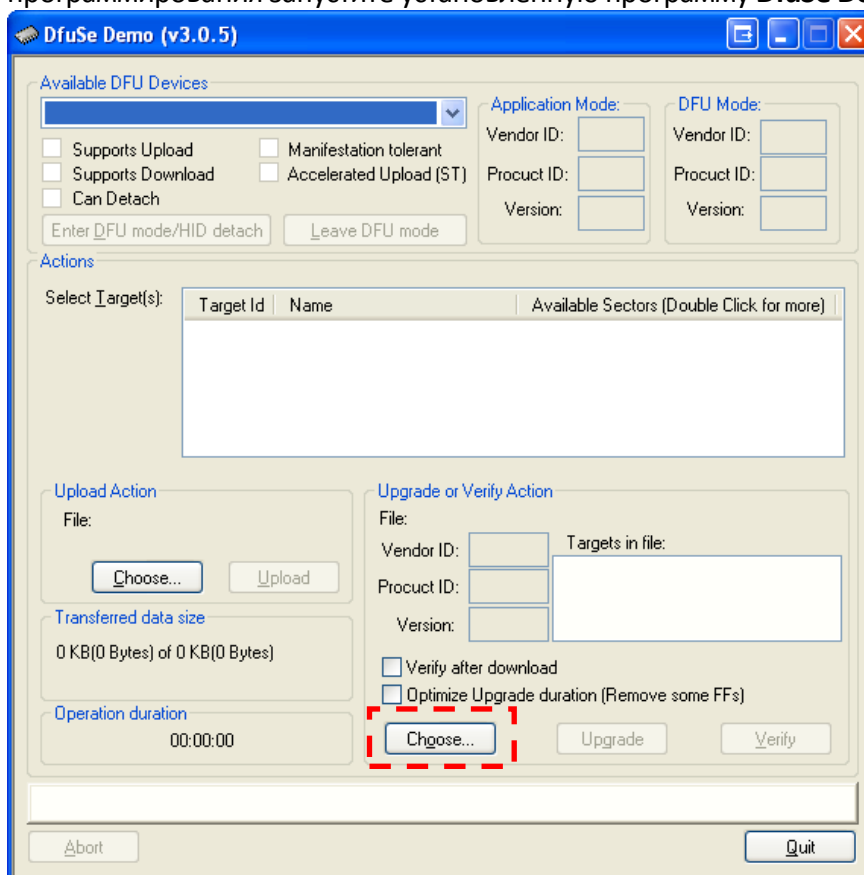 программирования запустите установленную программу DfuSe D
DfuSe Demo (v3.0.5)
Available DFU Devices
Supports Upload
Manifestation tolerant
Supports Download
Accelerated Upload (ST)
Can Detach
Enter DFU mode/HID detach
Leave DFU mode
Application Mode:
Vendor ID:
Procuct ID:
Version:
DFU Mode:
Vendor ID:
Procuct ID:
Version:
Actions
Select Target(s):
Target Id Name Available Sectors (Double Click for more)
Upload Action
File:
Choose... Upload
Transferred data size
0 KB(0 Bytes) of 0 KB(0 Bytes)
Operation duration
00:00:00
Upgrade or Verify Action
File:
Vendor ID:
Procuct ID:
Version:
Targets in file:
Verify after download
Optimize Upgrade duration (Remove some FFs)
Choose... Upgrade Verify
Abort Quit